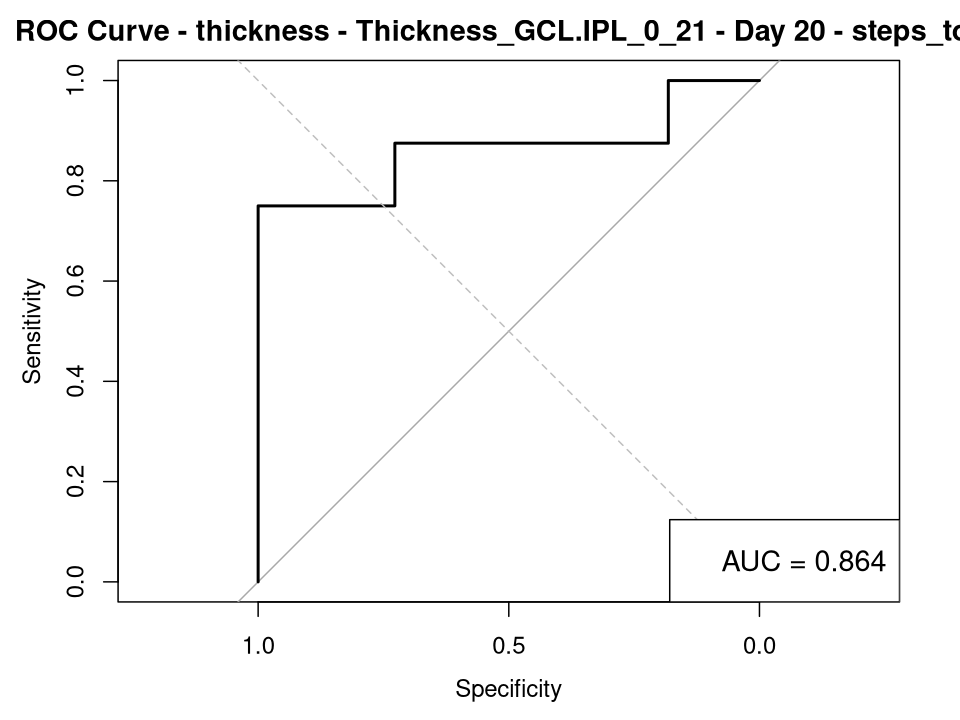 ROC Curve - thickness - Thickness_GCL.IPL_0_21 - Day 20 - steps_to
1.0
0.8
0.6
0.4
0.2
0.0
Sensitivity
AUC = 0.864
1.0 0.5 0.0
Specificity